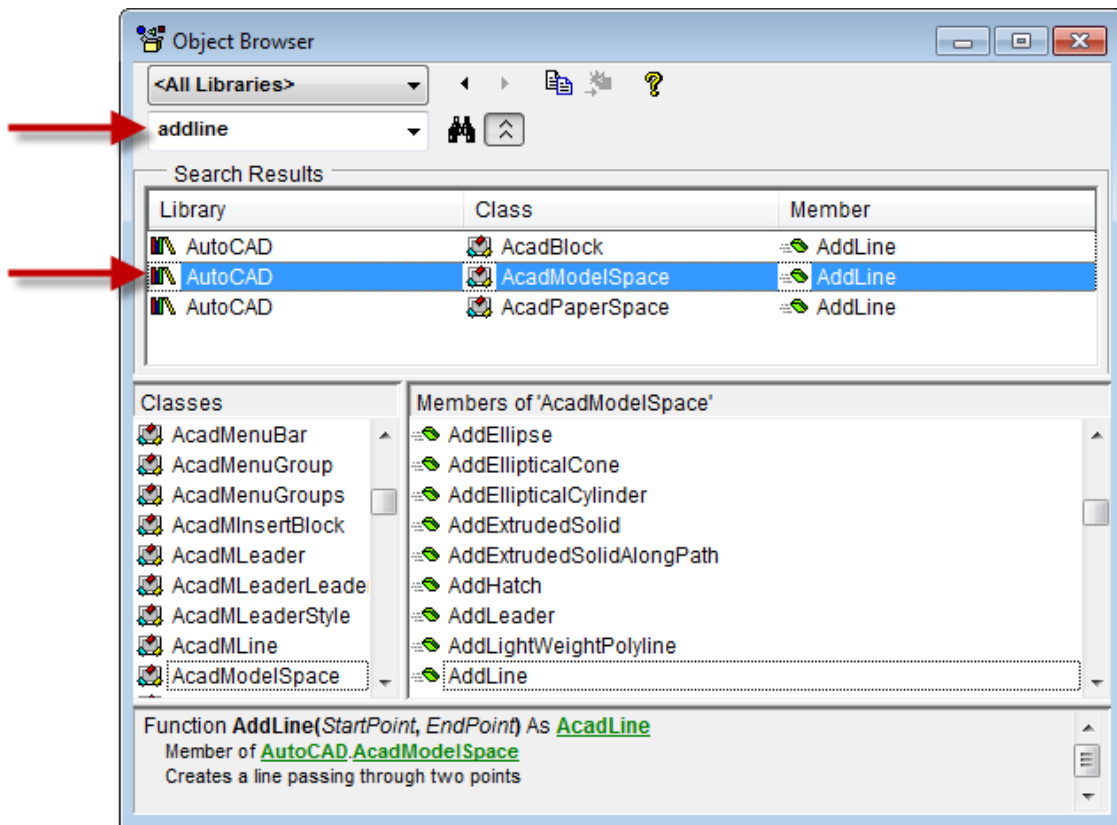 Object Browser
<All Libraries>
addline
Search Results
Library Class Member
AutoCAD AcadBlock AddLine
AutoCAD AcadModelSpace AddLine
AutoCAD AcadPaperSpace AddLine
Classes
AcadMenuBar
AcadMenuGroup
AcadMenuGroups
AcadMInsertBlock
AcadMLeader
AcadMLeaderLeade
AcadMLeaderStyle
AcadMLine
AcadModelSpace
Members of 'AcadModelSpace'
AddEllipse
AddEllipticalCone
AddEllipticalCylinder
AddExtrudedSolid
AddExtrudedSolidAlongPath
AddHatch
AddLeader
AddLightWeightPolyline
AddLine
Function AddLine(StartPoint, EndPoint) As AcadLine
Member of AutoCAD.AcadModelSpace
Creates a line passing through two points